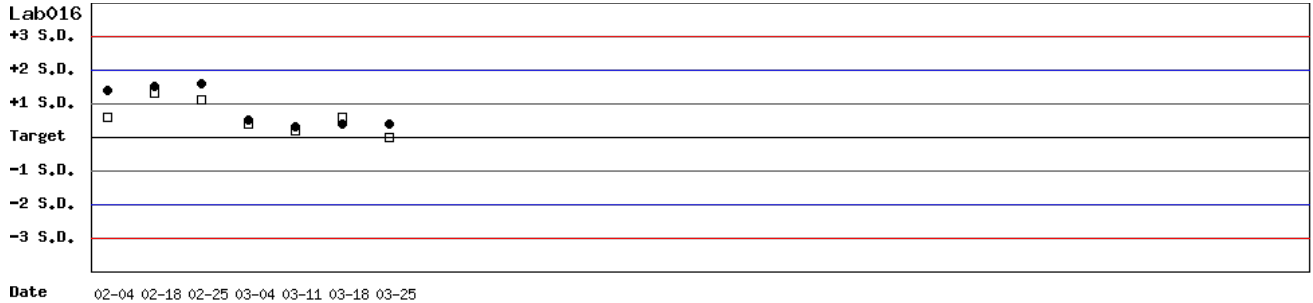 Lab016
+3 S.D.
+2 S.D.
+1 S.D.
Target
-1 S.D.
-2 S.D.
-3 S.D.
Date 02-04 02-18 02-25 03-04 03-11 03-18 03-25